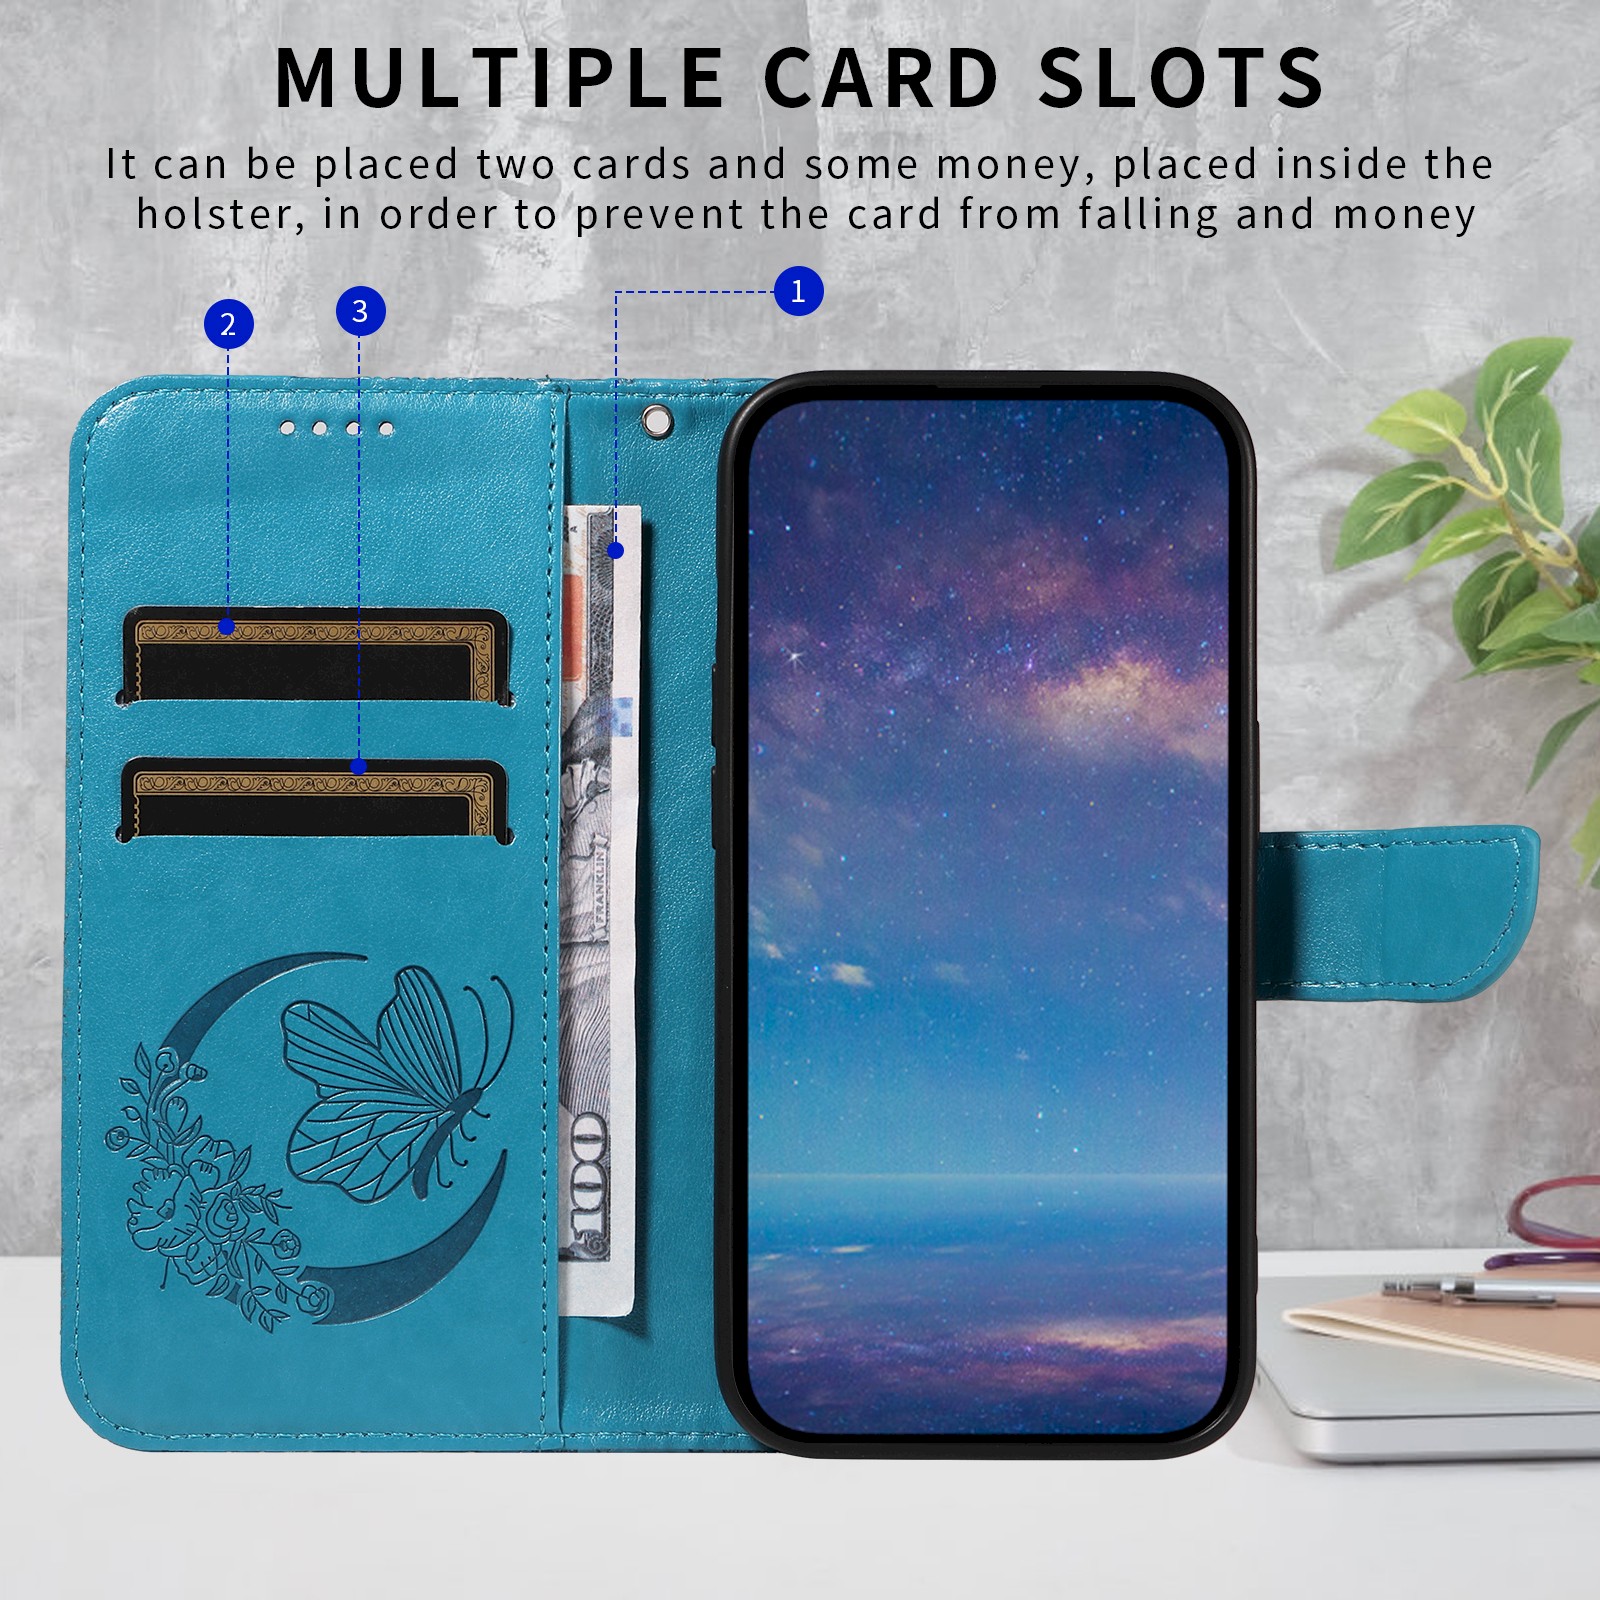 MULTIPLE CARD SLOTS
It can be placed two cards and some money, placed inside the
holster, in order to prevent the card from falling and money
1
2
3
FRANKLIN
100